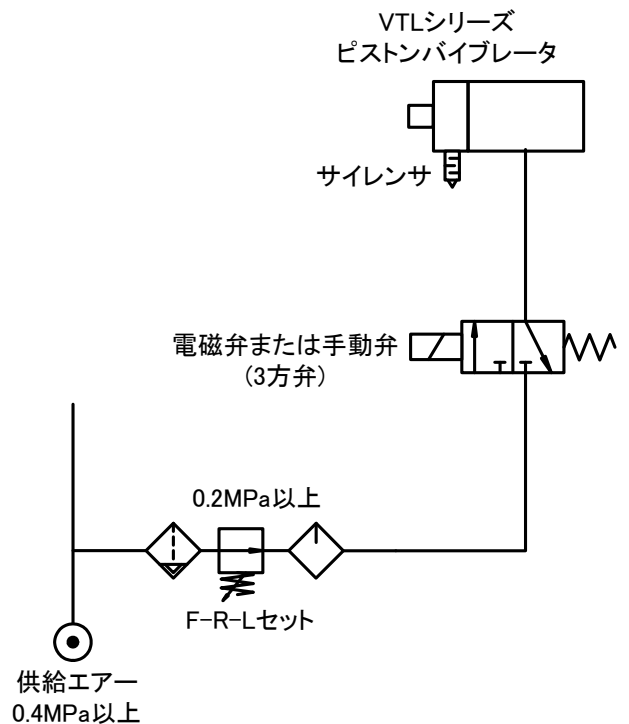 VTLシリーズ
ピストンバイブレータ
サイレンサ
電磁弁または手動弁
(3方弁)
0.2MPa以上
F-R-Lセット
供給エアー
0.4MPa以上